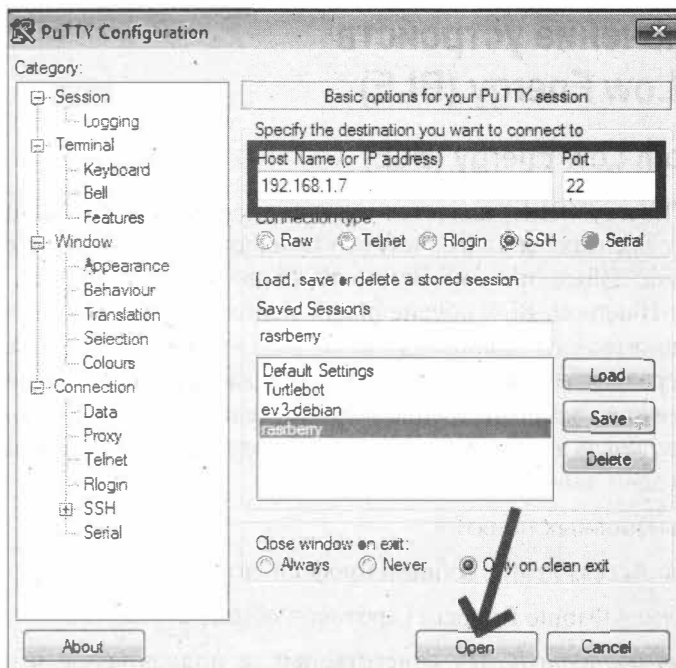 PuTTY Configuration
Category:
Session
Logging
Terminal
Keyboard
Bell
Features
Window
Appearance
Behaviour
Translation
Selection
Colours
Connection
Data
Proxy
Telnet
Rlogin
SSH
Serial
Basic options for your PuTTY session
Specify the destination you want to connect to
Host Name (or IP address) Port
192.168.1.7 22
Connection type:
Raw Telnet Rlogin SSH Serial
Load, save or delete a stored session
Saved Sessions
rasrberry
Default Settings
Turtlebot
ev3-debian
rasrberry
Load
Save
Delete
Close window on exit:
Always Never Only on clean exit
About Open Cancel